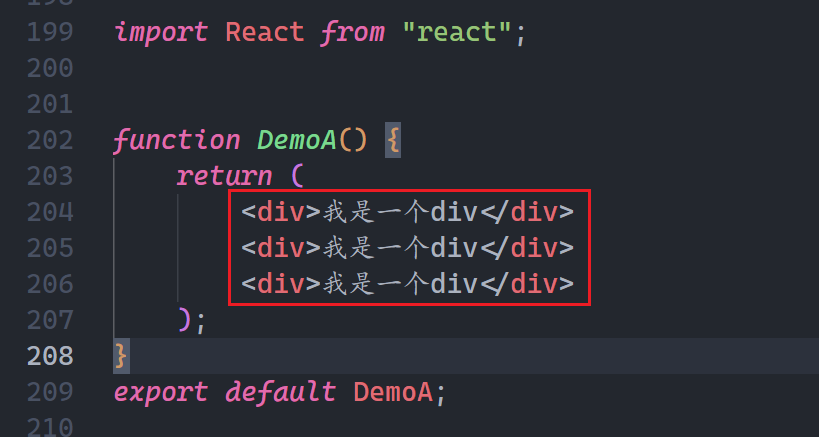 198
199 import React from "react";
200
201
202 function DemoA() {
203 return (
204 <div>我是一个div</div>
205 <div>我是一个div</div>
206 <div>我是一个div</div>
207 );
208 }
209 export default DemoA;
210